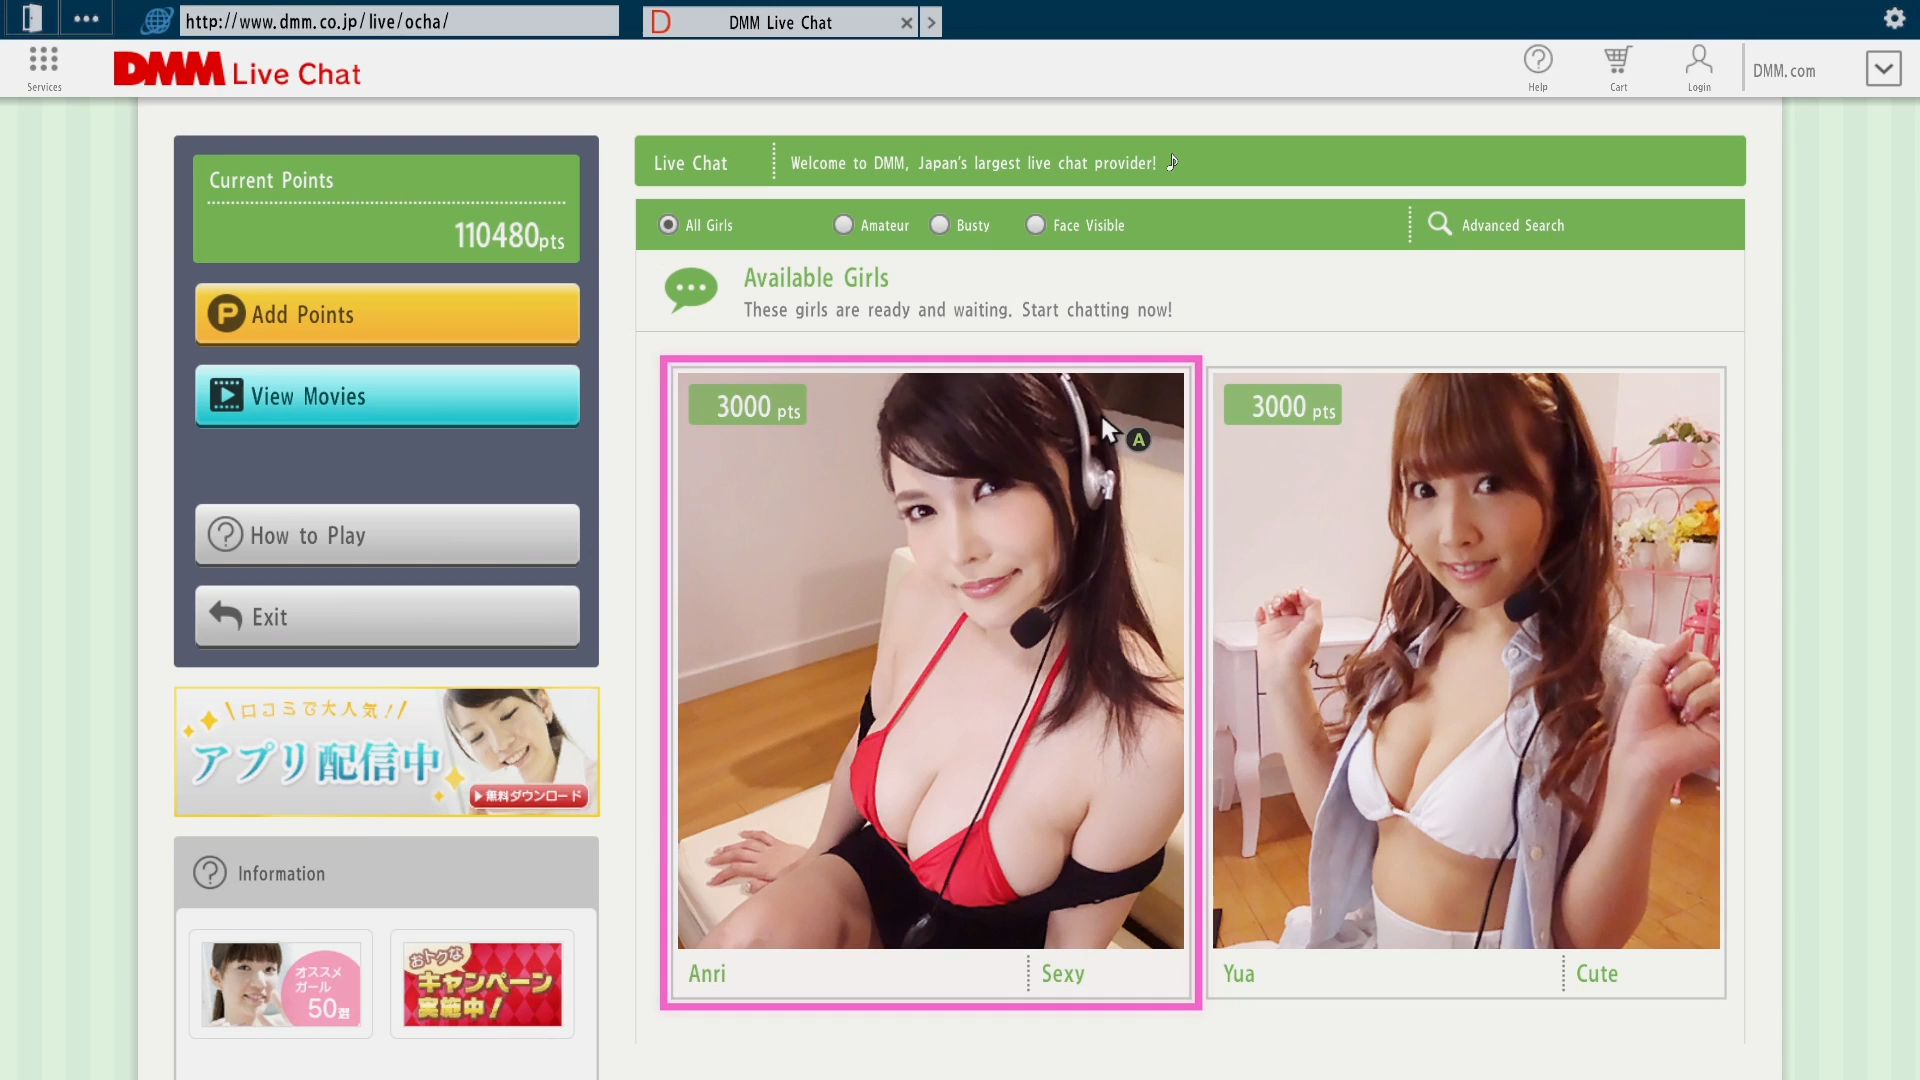 http://www.dmm.co.jp/live/ocha/
DMM Live Chat
Services
DMM Live Chat
Help
Cart
Login
DMM.com
Current Points
110480pts
Add Points
View Movies
How to Play
Exit
\口コミで大人気!/
アプリ配信中
無料ダウンロード
Information
オススメ
ガール
50選
おトクな
キャンペーン
実施中!
Live Chat
Welcome to DMM, Japan's largest live chat provider! ♪
All Girls
Amateur
Busty
Face Visible
Advanced Search
Available Girls
These girls are ready and waiting. Start chatting now!
3000 pts
A
Anri
Sexy
3000 pts
Yua
Cute